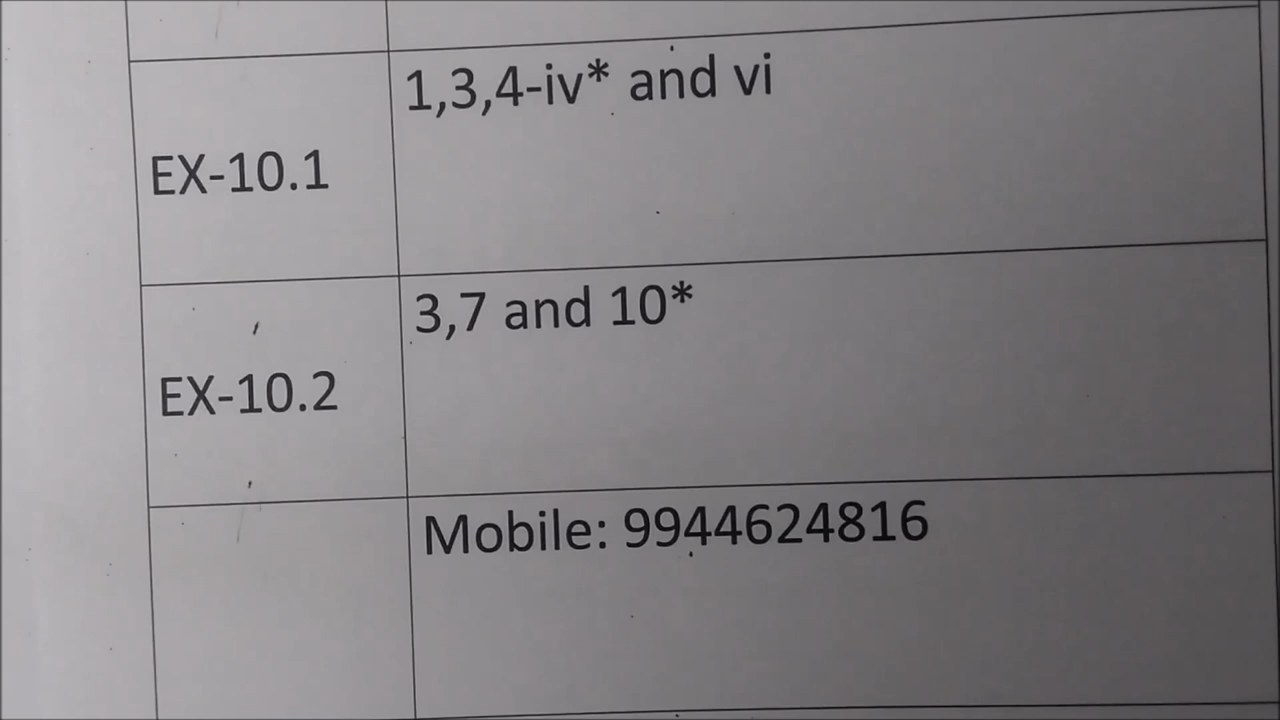 1,3,4-iv* and vi
EX-10.1
3,7 and 10*
EX-10.2
Mobile: 9944624816